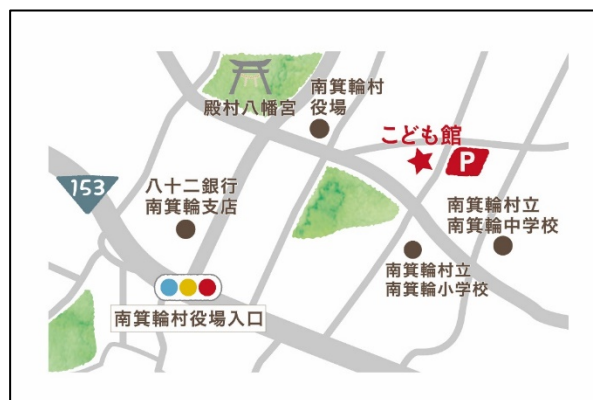 殿村八幡宮
南箕輪村
役場
こども館
P
153
八十二銀行
南箕輪支店
南箕輪村立
南箕輪中学校
南箕輪村立
南箕輪小学校
南箕輪村役場入口